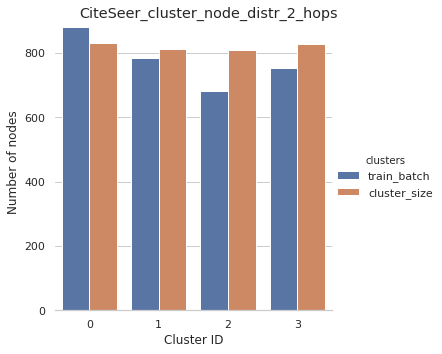 CiteSeer_cluster_node_distr_2_hops
Number of nodes
800
600
400
200
0
0 1 2 3
Cluster ID
clusters
train_batch
cluster_size